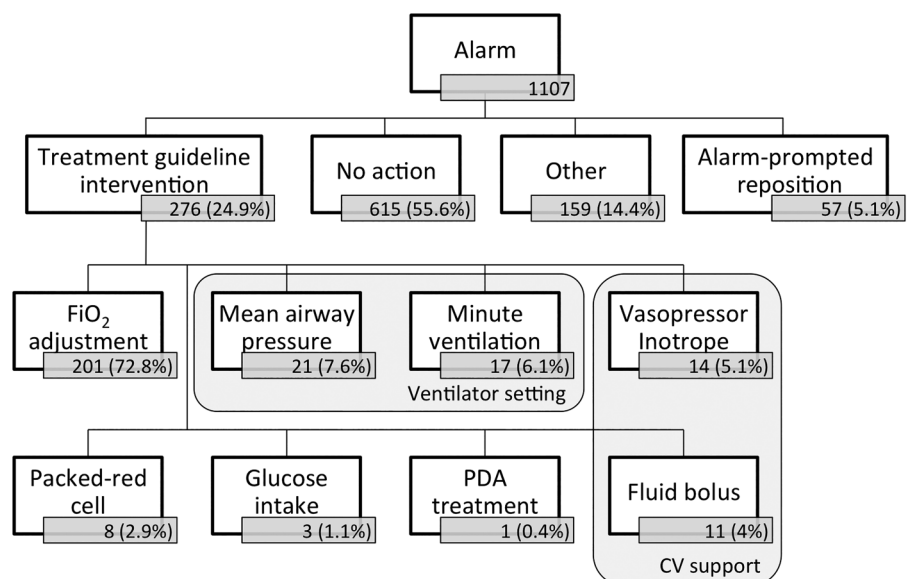 Alarm
1107
Treatment guideline
intervention
276 (24.9%)
No action
615 (55.6%)
Other
159 (14.4%)
Alarm-prompted
reposition
57 (5.1%)
FiO₂
adjustment
201 (72.8%)
Mean airway
pressure
21 (7.6%)
Minute
ventilation
17 (6.1%)
Ventilator setting
Vasopressor
Inotrope
14 (5.1%)
Packed-red
cell
8 (2.9%)
Glucose
intake
3 (1.1%)
PDA
treatment
1 (0.4%)
Fluid bolus
11 (4%)
CV support